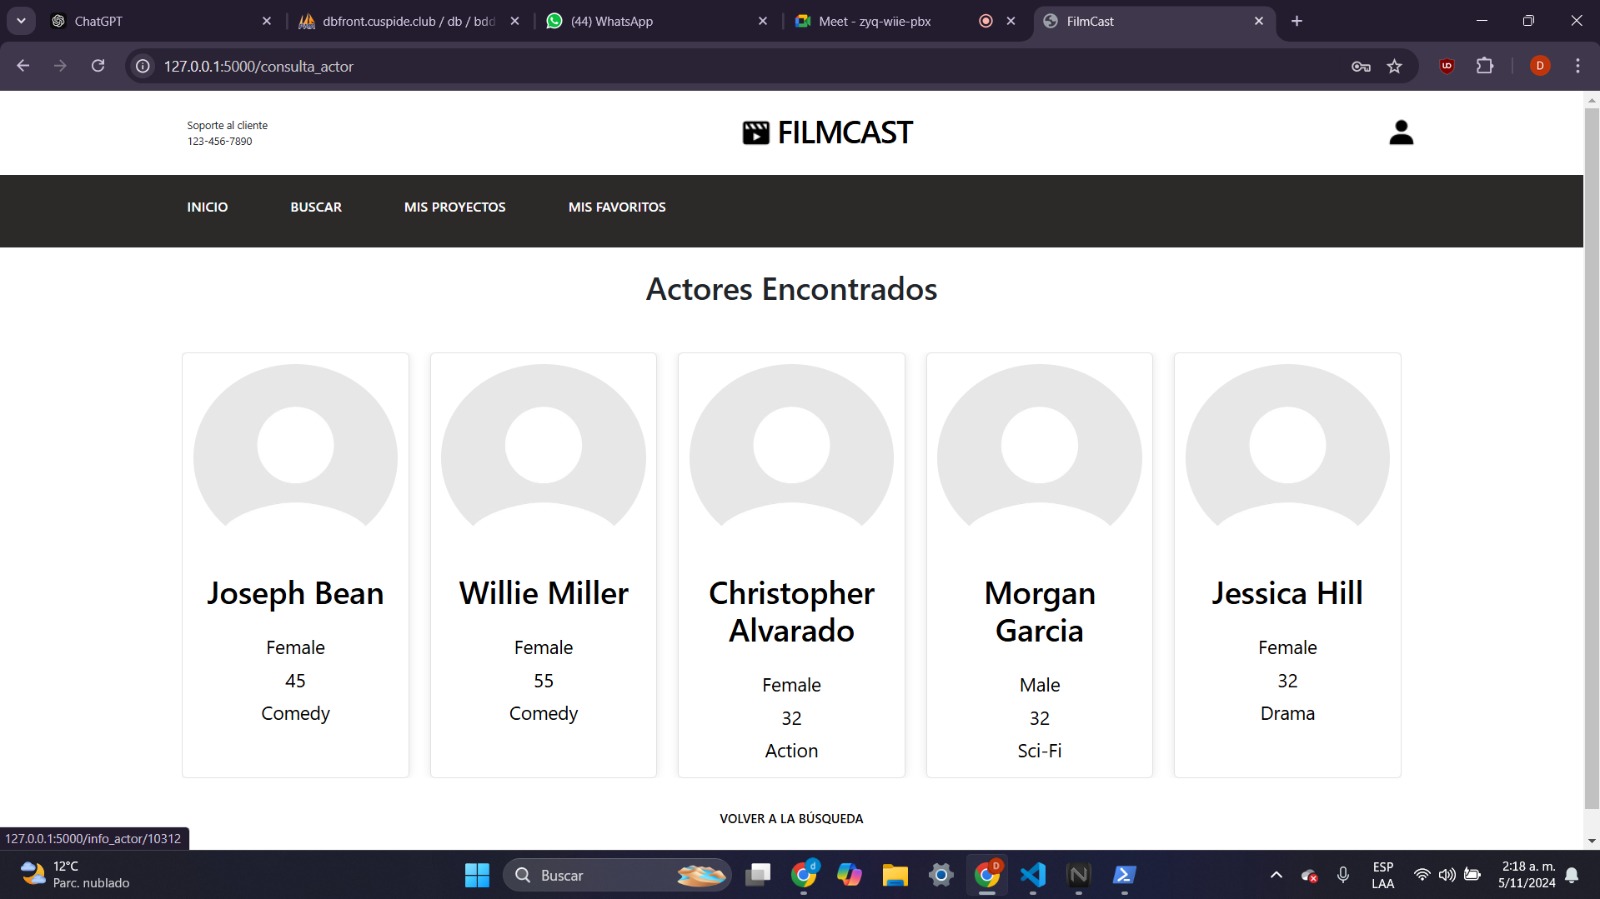 ChatGPT
dbfront.cuspide.club / db / bdd
(44) WhatsApp
Meet - zyq-wiie-pbx
FilmCast
127.0.0.1:5000/consulta_actor
D
Soporte al cliente
123-456-7890
FILMCAST
INICIO
BUSCAR
MIS PROYECTOS
MIS FAVORITOS
Actores Encontrados
Joseph Bean
Female
45
Comedy
Willie Miller
Female
55
Comedy
Christopher
Alvarado
Female
32
Action
Morgan
Garcia
Male
32
Sci-Fi
Jessica Hill
Female
32
Drama
VOLVER A LA BÚSQUEDA
127.0.0.1:5000/info_actor/10312
12°C
Parc. nublado
Buscar
d
D
N
ESP
LAA
2:18 a. m.
5/11/2024